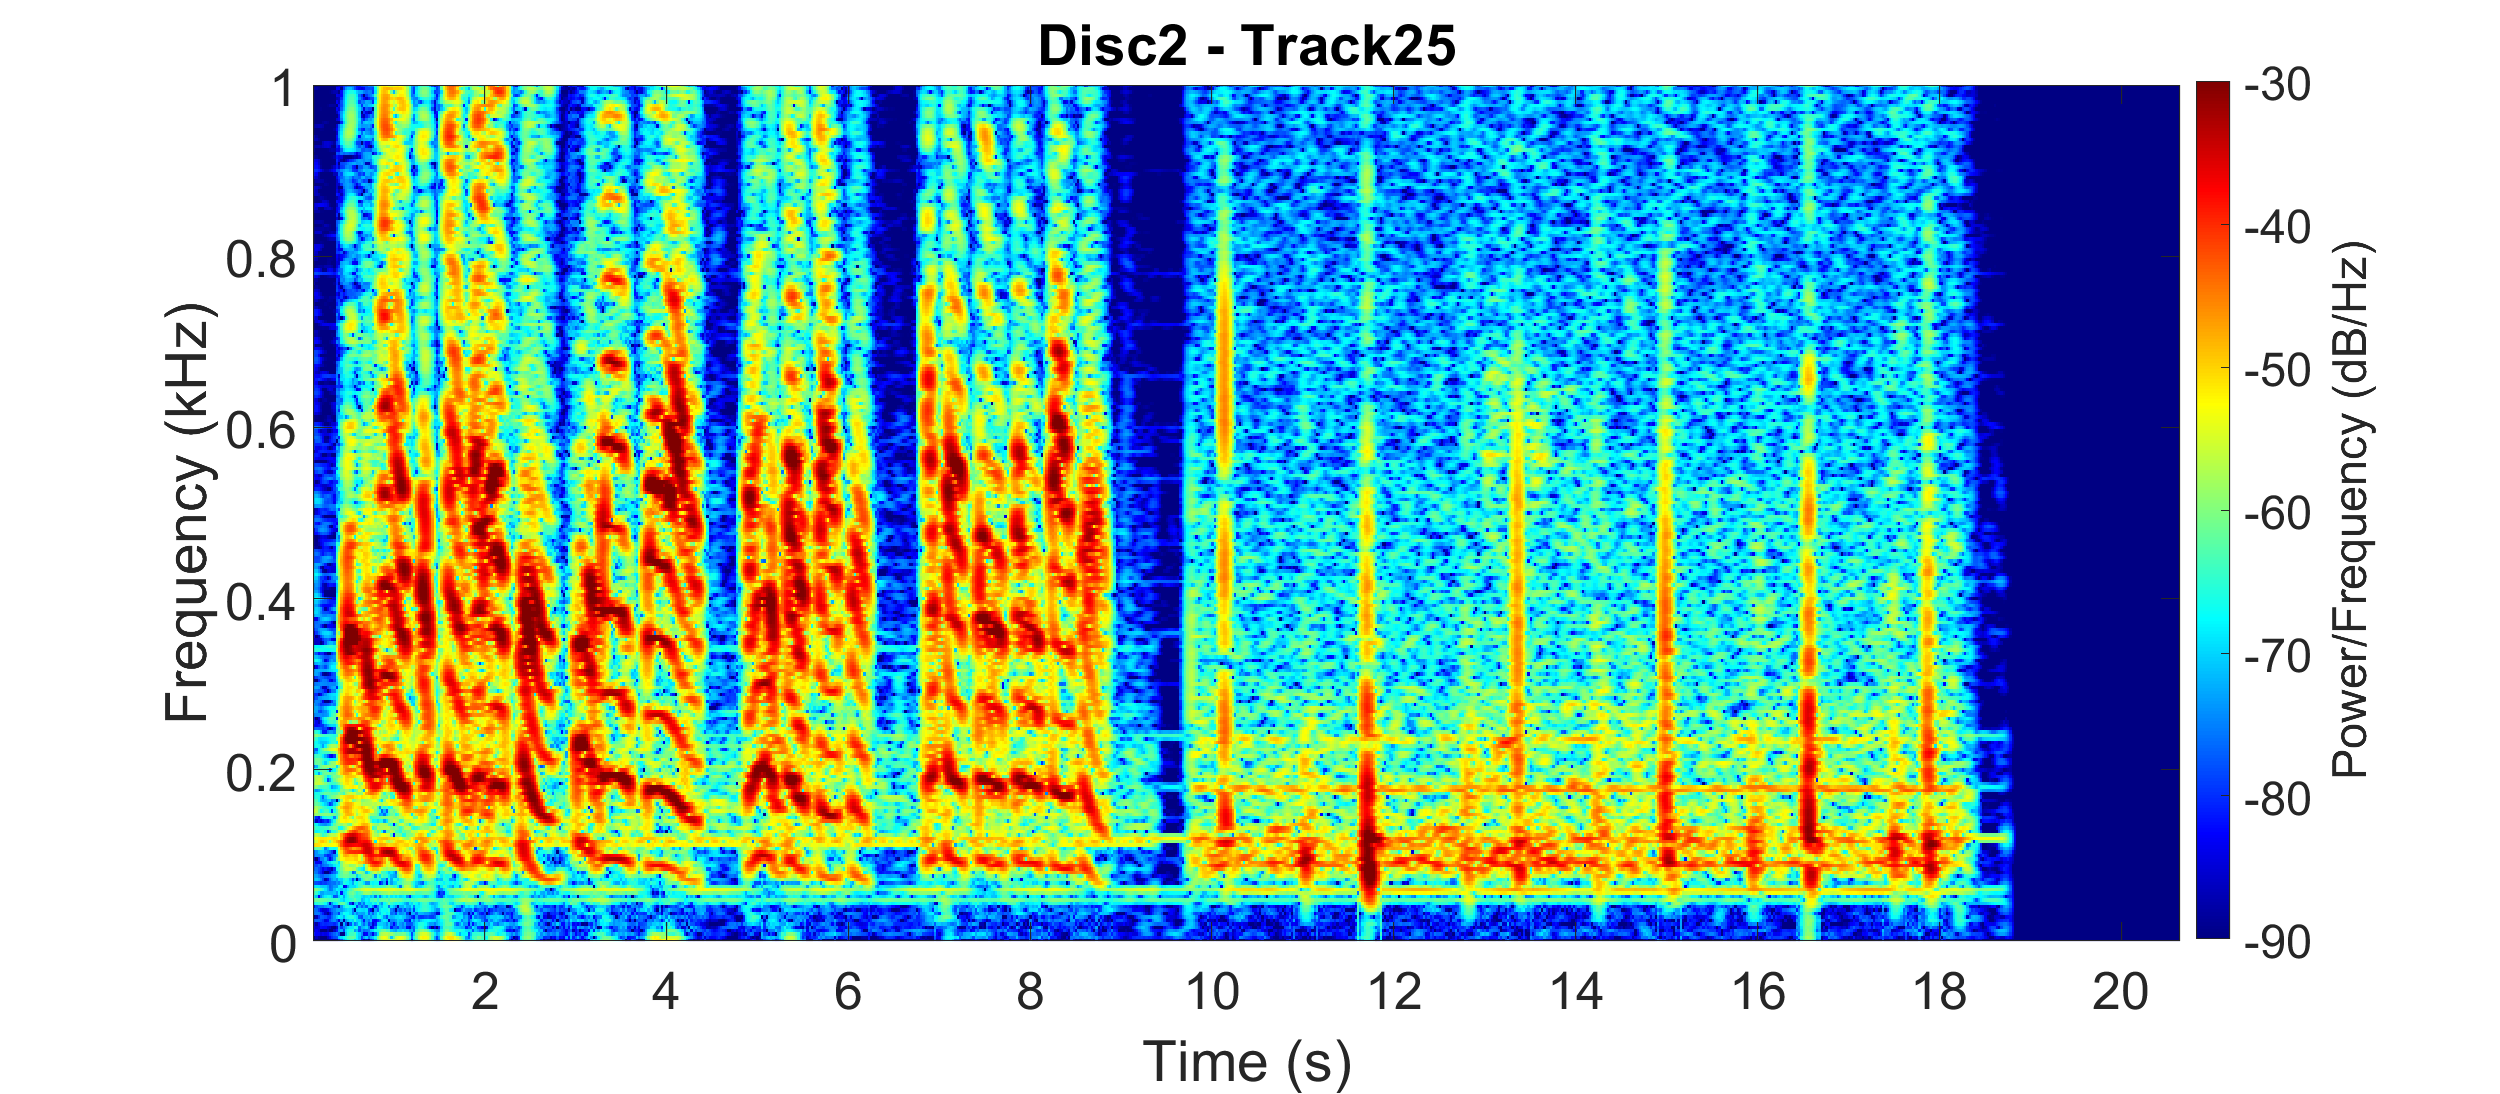 Disc2 - Track25
1
0.8
0.6
0.4
0.2
0
Frequency (kHz)
2 4 6 8 10 12 14 16 18 20
Time (s)
-30
-40
-50
-60
-70
-80
-90
Power/Frequency (dB/Hz)